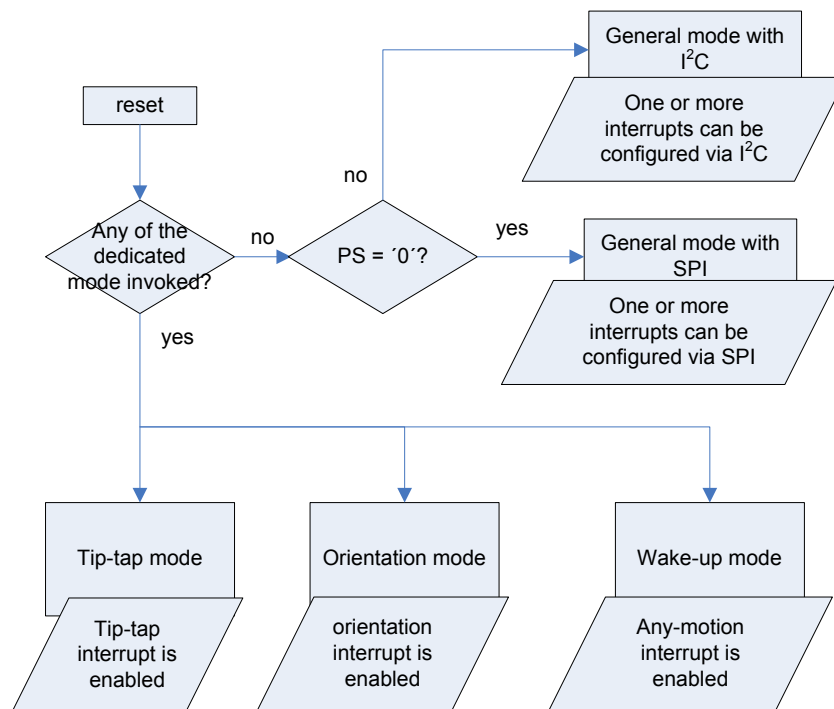 General mode with
I²C
reset
One or more
interrupts can be
configured via I²C
no
Any of the
dedicated
mode invoked?
no
PS = ´0´?
yes
General mode with
SPI
One or more
interrupts can be
configured via SPI
yes
Tip-tap mode
Orientation mode
Wake-up mode
Tip-tap
interrupt is
enabled
orientation
interrupt is
enabled
Any-motion
interrupt is
enabled